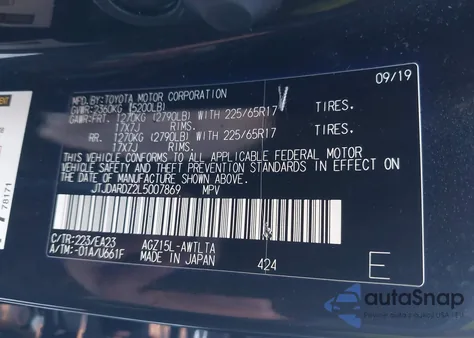 09/19
MFD.BY:TOYOTA MOTOR CORPORATION
GVWR-2360KG (5200LB)
GAWR:FRT. 1270KG (2790LB) WITH 225/65R17 TIRES.
17X7J RIMS.
RR. 1270KG (2790LB) WITH 225/65R17 TIRES.
17X7J RIMS.
THIS VEHICLE CONFORMS TO ALL APPLICABLE FEDERAL MOTOR
VEHICLE SAFETY AND THEFT PREVENTION STANDARDS IN EFFECT ON
THE DATE OF MANUFACTURE SHOWN ABOVE.
JTJDARDZ2L5007869 MPV
C/TR:223/EA23 AGZ15L-AWTLTA
A/TM:-01A/U661F MADE IN JAPAN 424 E
78171
autoSnap